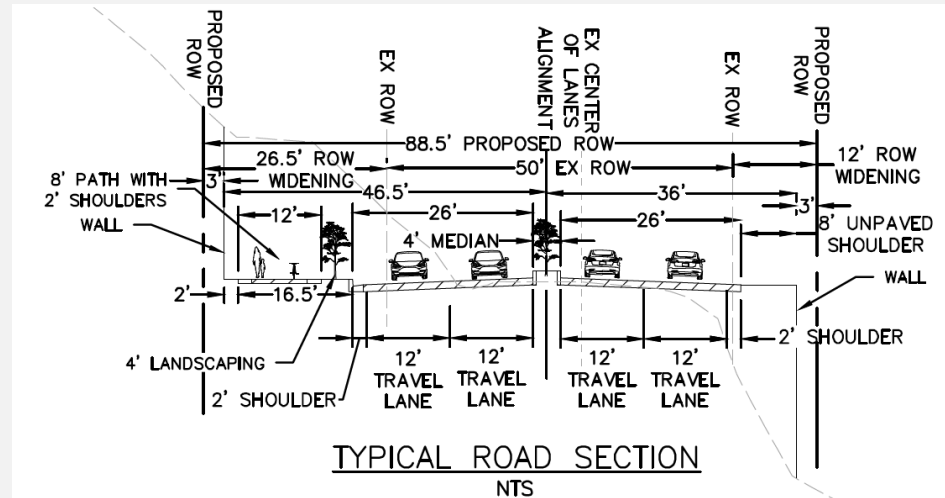 PROPOSED
ROW
EX ROW
EX CENTER
OF LANES
ALIGNMENT
EX ROW
PROPOSED
ROW
88.5' PROPOSED ROW
26.5' ROW
WIDENING
50' EX ROW
12' ROW
WIDENING
8' PATH WITH
2' SHOULDERS
3'
46.5'
36'
3'
WALL
12'
26'
26'
8' UNPAVED
SHOULDER
4' MEDIAN
WALL
2'
16.5'
4' LANDSCAPING
2' SHOULDER
12'
TRAVEL
LANE
12'
TRAVEL
LANE
12'
TRAVEL
LANE
12'
TRAVEL
LANE
2' SHOULDER
TYPICAL ROAD SECTION
NTS